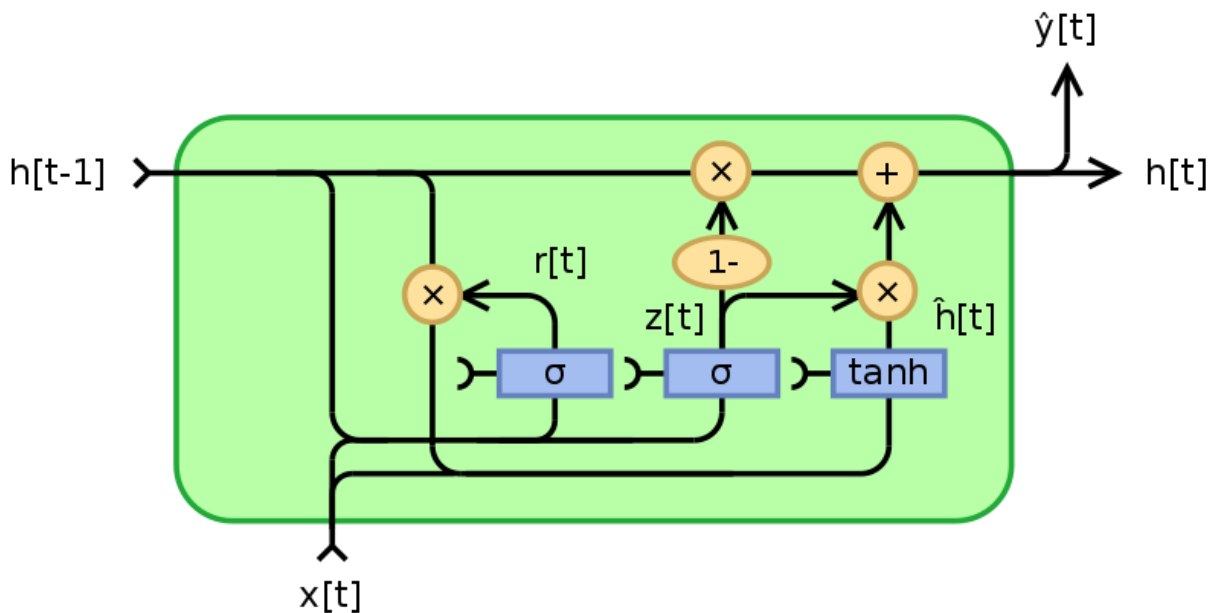 ŷ[t]
h[t-1]
×
+
h[t]
r[t]
1-
×
z[t]
×
ĥ[t]
σ
σ
tanh
x[t]